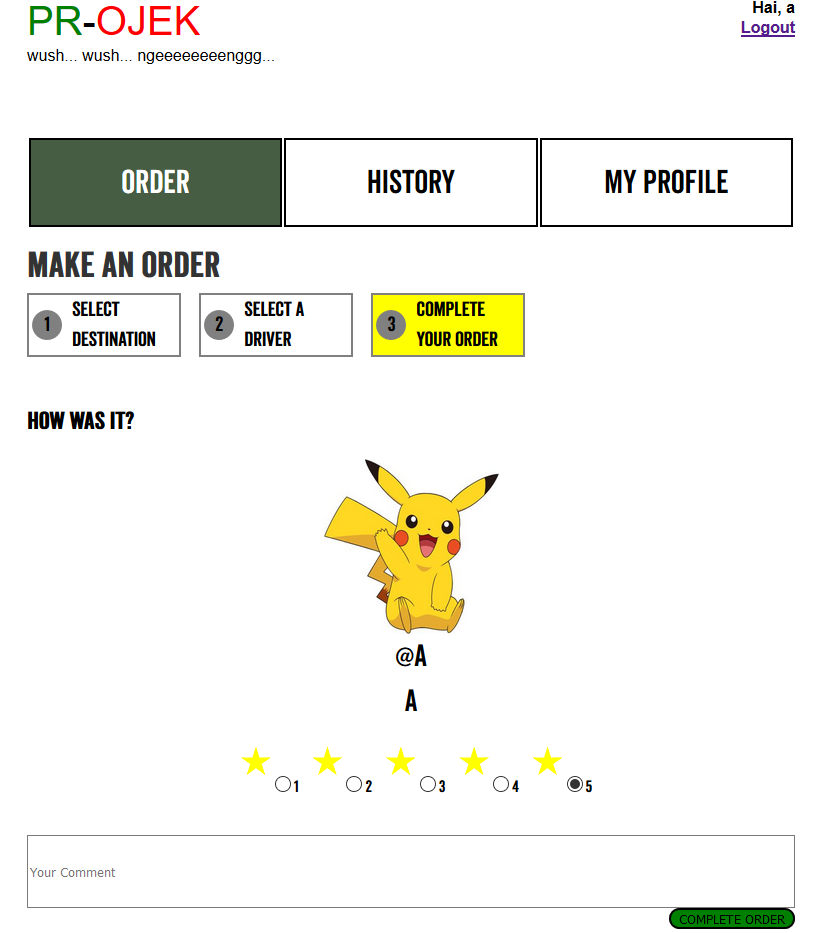 PR-OJEK
Hai, a
Logout
wush... wush... ngeeeeeeeenggg...
ORDER
HISTORY
MY PROFILE
MAKE AN ORDER
1
SELECT
DESTINATION
2
SELECT A
DRIVER
3
COMPLETE
YOUR ORDER
HOW WAS IT?
@A
A
1 2 3 4 5
Your Comment
COMPLETE ORDER